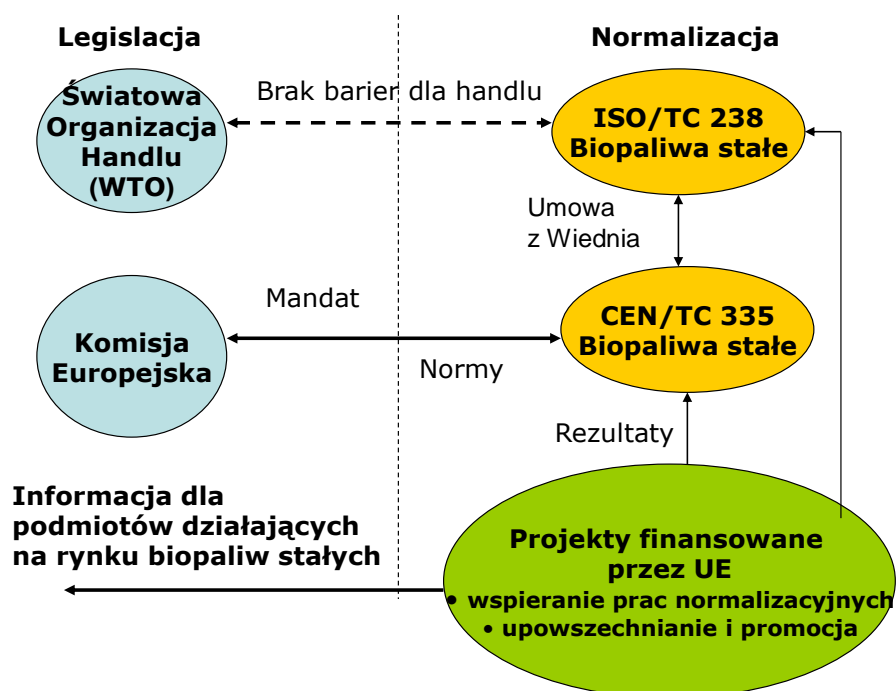 Legislacja
Normalizacja
Światowa
Organizacja
Handlu
(WTO)
Brak barier dla handlu
ISO/TC 238
Biopaliwa stałe
Umowa
z Wiednia
Komisja
Europejska
Mandat
Normy
CEN/TC 335
Biopaliwa stałe
Rezultaty
Informacja dla
podmiotów działających
na rynku biopaliw stałych
Projekty finansowane
przez UE
• wspieranie prac normalizacyjnych
• upowszechnianie i promocja